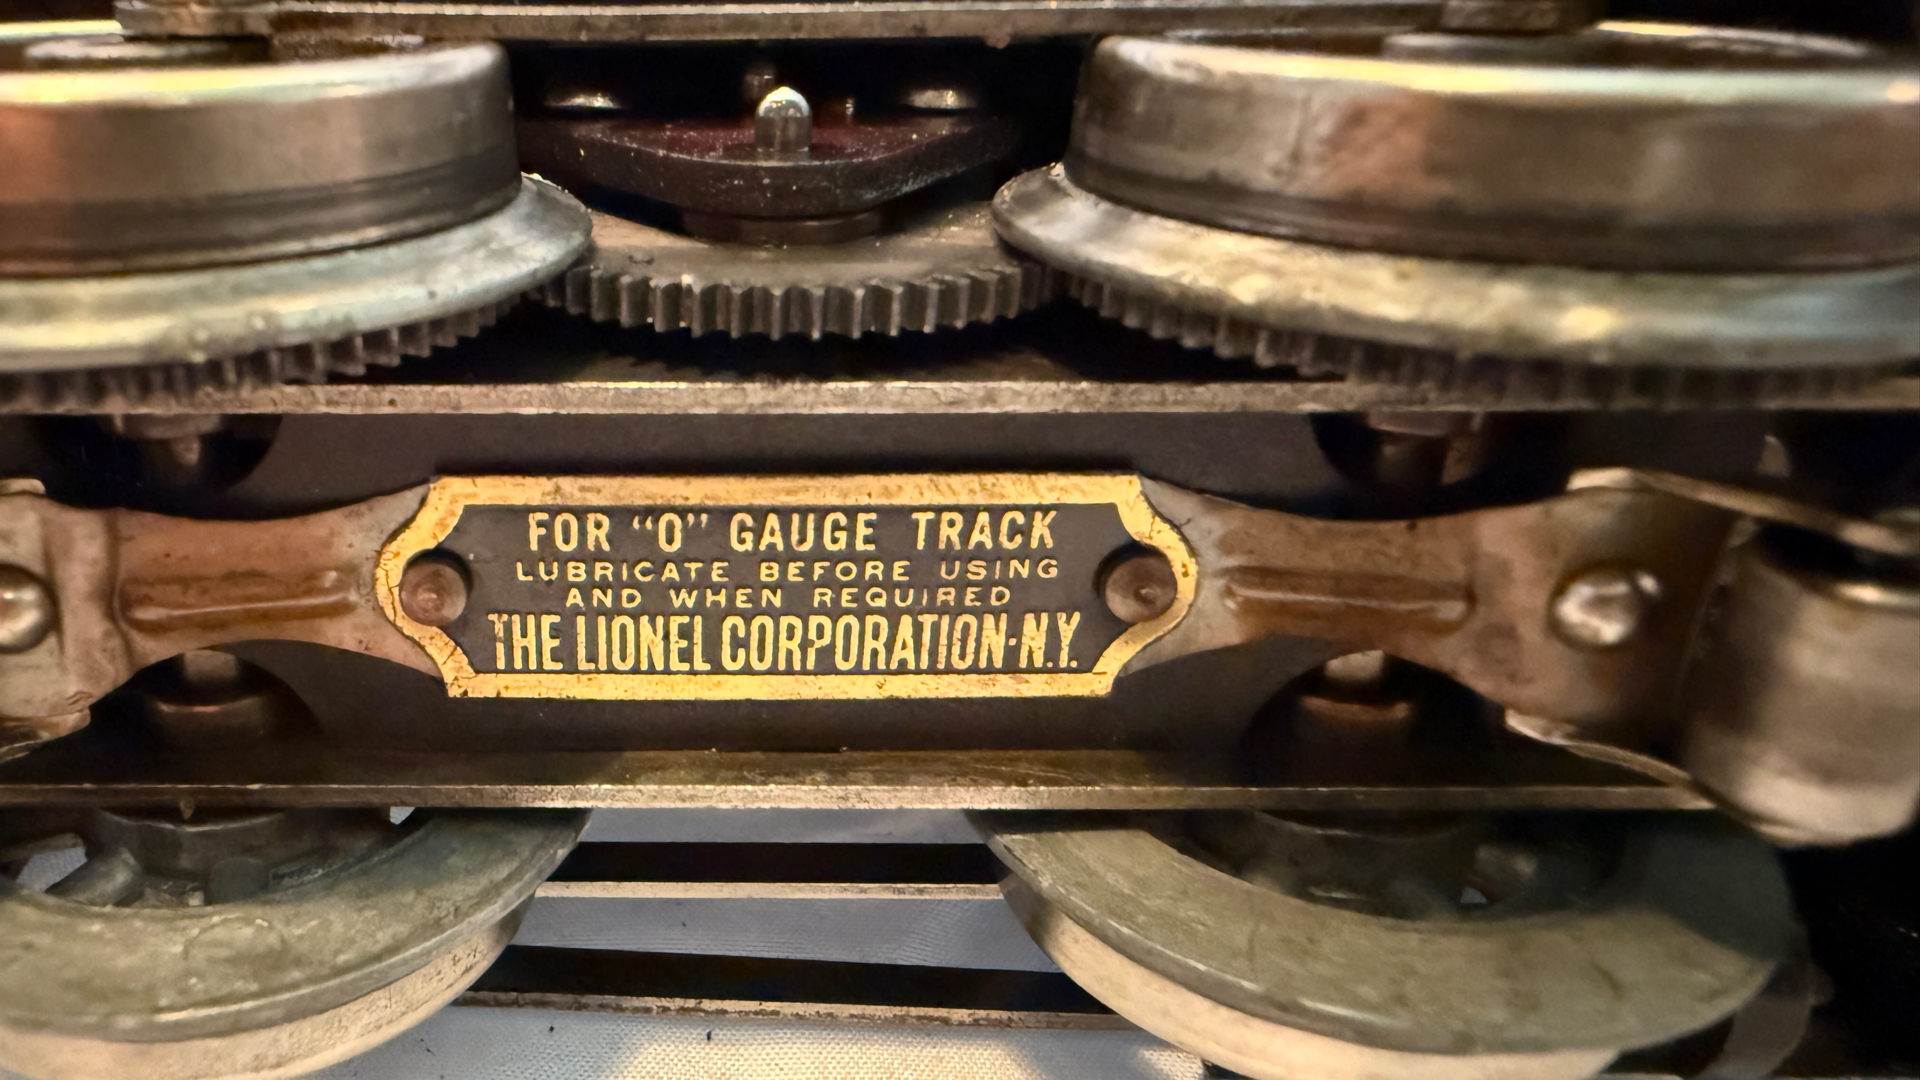 FOR "O" GAUGE TRACK
LUBRICATE BEFORE USING
AND WHEN REQUIRED
THE LIONEL CORPORATION·N.Y.